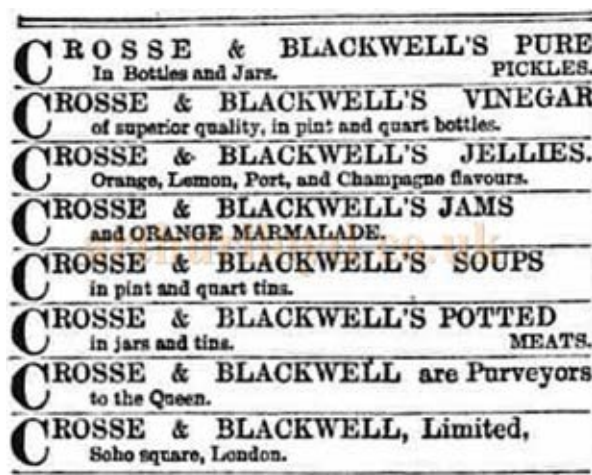 CROSSE & BLACKWELL'S PURE
In Bottles and Jars. PICKLES.
CROSSE & BLACKWELL'S VINEGAR
of superior quality, in pint and quart bottles.
CROSSE & BLACKWELL'S JELLIES.
Orange, Lemon, Port, and Champagne flavours.
CROSSE & BLACKWELL'S JAMS
and ORANGE MARMALADE.
CROSSE & BLACKWELL'S SOUPS
in pint and quart tins.
CROSSE & BLACKWELL'S POTTED
in jars and tins. MEATS.
CROSSE & BLACKWELL are Purveyors
to the Queen.
CROSSE & BLACKWELL, Limited,
Soho square, London.